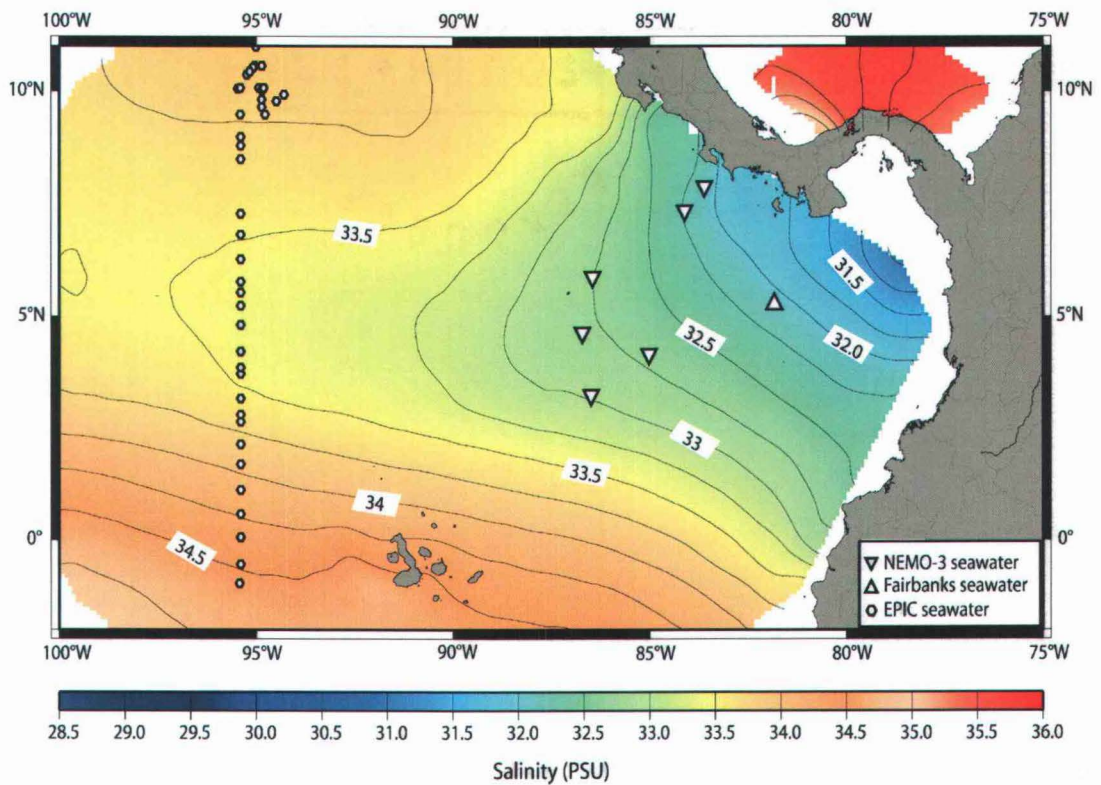 100°W 95°W 90°W 85°W 80°W 75°W
10°N 10°N
33.5
31.5
5°N 5°N
32.5 32.0
33
33.5
34
0° 34.5 0°
▽ NEMO-3 seawater
△ Fairbanks seawater
EPIC seawater
100°W 95°W 90°W 85°W 80°W 75°W
28.5 29.0 29.5 30.0 30.5 31.0 31.5 32.0 32.5 33.0 33.5 34.0 34.5 35.0 35.5 36.0
Salinity (PSU)